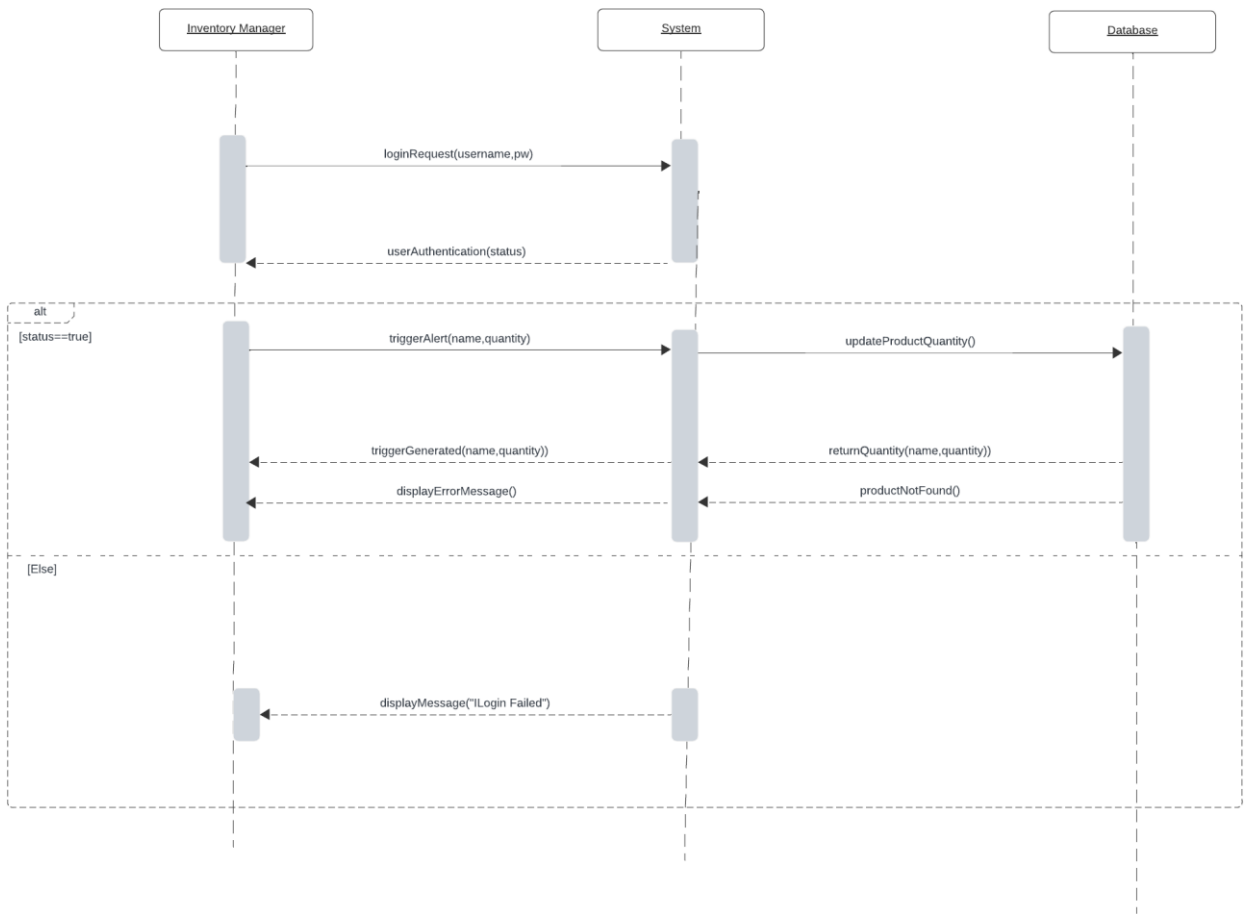 Inventory Manager
System
Database
loginRequest(username,pw)
userAuthentication(status)
alt
[status==true]
triggerAlert(name,quantity)
updateProductQuantity()
triggerGenerated(name,quantity))
returnQuantity(name,quantity))
displayErrorMessage()
productNotFound()
[Else]
displayMessage("ILogin Failed")